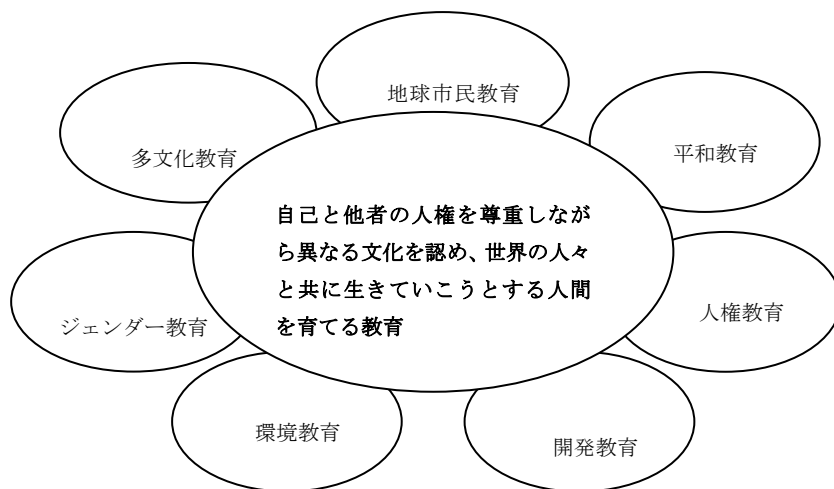 地球市民教育
多文化教育
平和教育
自己と他者の人権を尊重しなが
ら異なる文化を認め、世界の人々
と共に生きていこうとする人間
を育てる教育
人権教育
ジェンダー教育
環境教育
開発教育